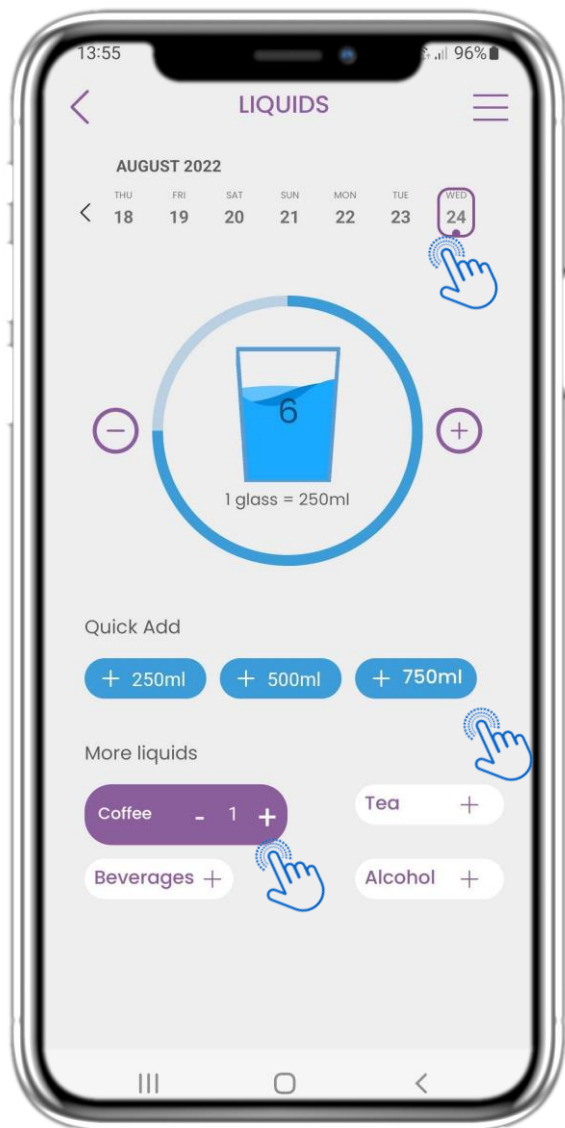 13:55 96%
LIQUIDS
AUGUST 2022
THU FRI SAT SUN MON TUE WED
18 19 20 21 22 23 24
6
1 glass = 250ml
Quick Add
+ 250ml + 500ml + 750ml
More liquids
Coffee - 1 + Tea +
Beverages + Alcohol +